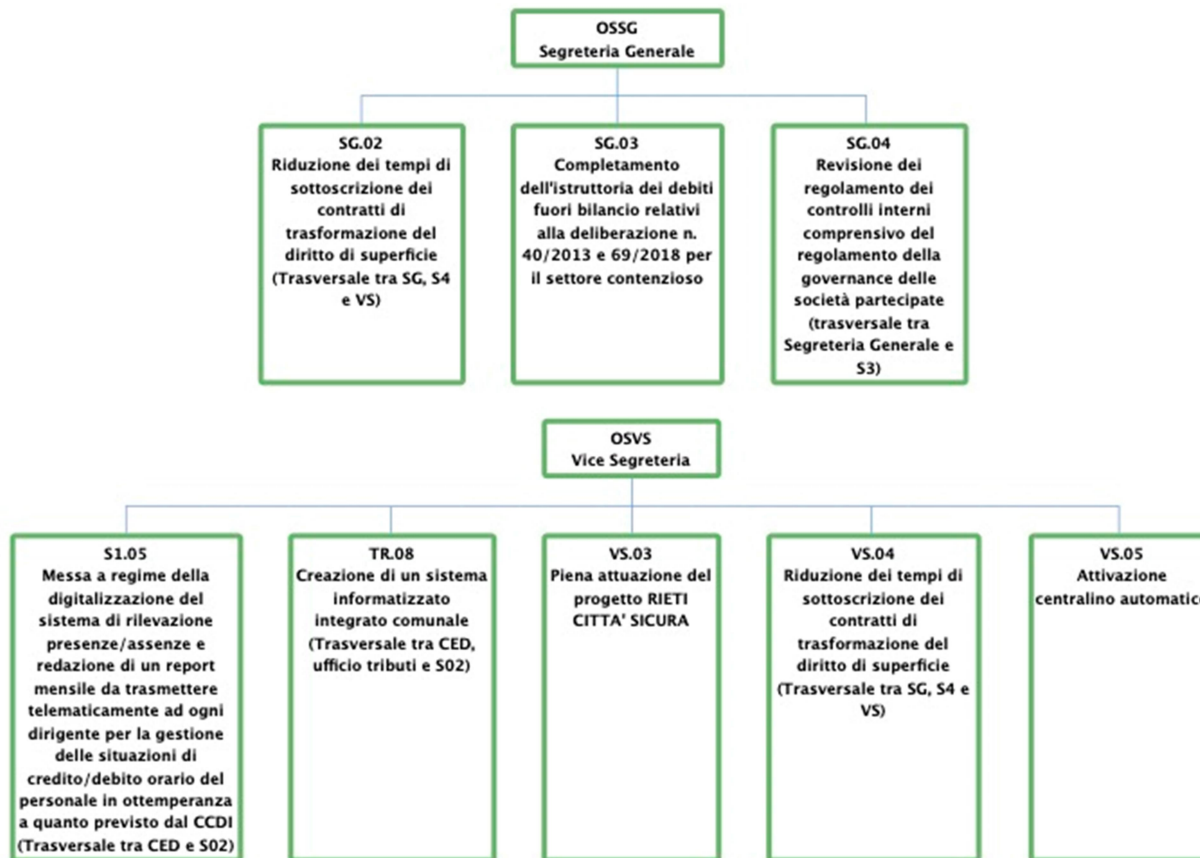 OSSG
Segreteria Generale
SG.02
Riduzione dei tempi di
sottoscrizione dei
contratti di
trasformazione del
diritto di superficie
(Trasversale tra SG, S4
e VS)
SG.03
Completamento
dell'istruttoria dei debiti
fuori bilancio relativi
alla deliberazione n.
40/2013 e 69/2018 per
il settore contenzioso
SG.04
Revisione dei
regolamento dei
controlli interni
comprensivo del
regolamento della
governance delle
società partecipate
(trasversale tra
Segreteria Generale e
S3)
OSVS
Vice Segreteria
S1.05
Messa a regime della
digitalizzazione del
sistema di rilevazione
presenze/assenze e
redazione di un report
mensile da trasmettere
telematicamente ad ogni
dirigente per la gestione
delle situazioni di
credito/debito orario del
personale in ottemperanza
a quanto previsto dal CCDI
(Trasversale tra CED e S02)
TR.08
Creazione di un sistema
informatizzato
integrato comunale
(Trasversale tra CED,
ufficio tributi e S02)
VS.03
Piena attuazione del
progetto RIETI
CITTA' SICURA
VS.04
Riduzione dei tempi di
sottoscrizione dei
contratti di
trasformazione del
diritto di superficie
(Trasversale tra SG, S4 e
VS)
VS.05
Attivazione
centralino automatico